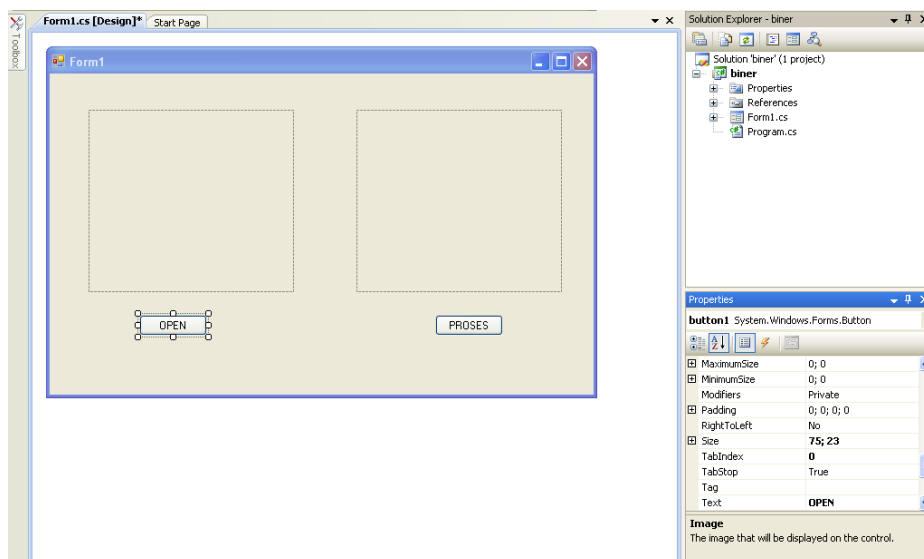 Form1.cs [Design]* Start Page
Toolbox
Form1
OPEN
PROSES
Solution Explorer - biner
Solution 'biner' (1 project)
biner
Properties
References
Form1.cs
Program.cs
Properties
button1 System.Windows.Forms.Button
MaximumSize 0; 0
MinimumSize 0; 0
Modifiers Private
Padding 0; 0; 0; 0
RightToLeft No
Size 75; 23
TabIndex 0
TabStop True
Tag
Text OPEN
Image
The image that will be displayed on the control.